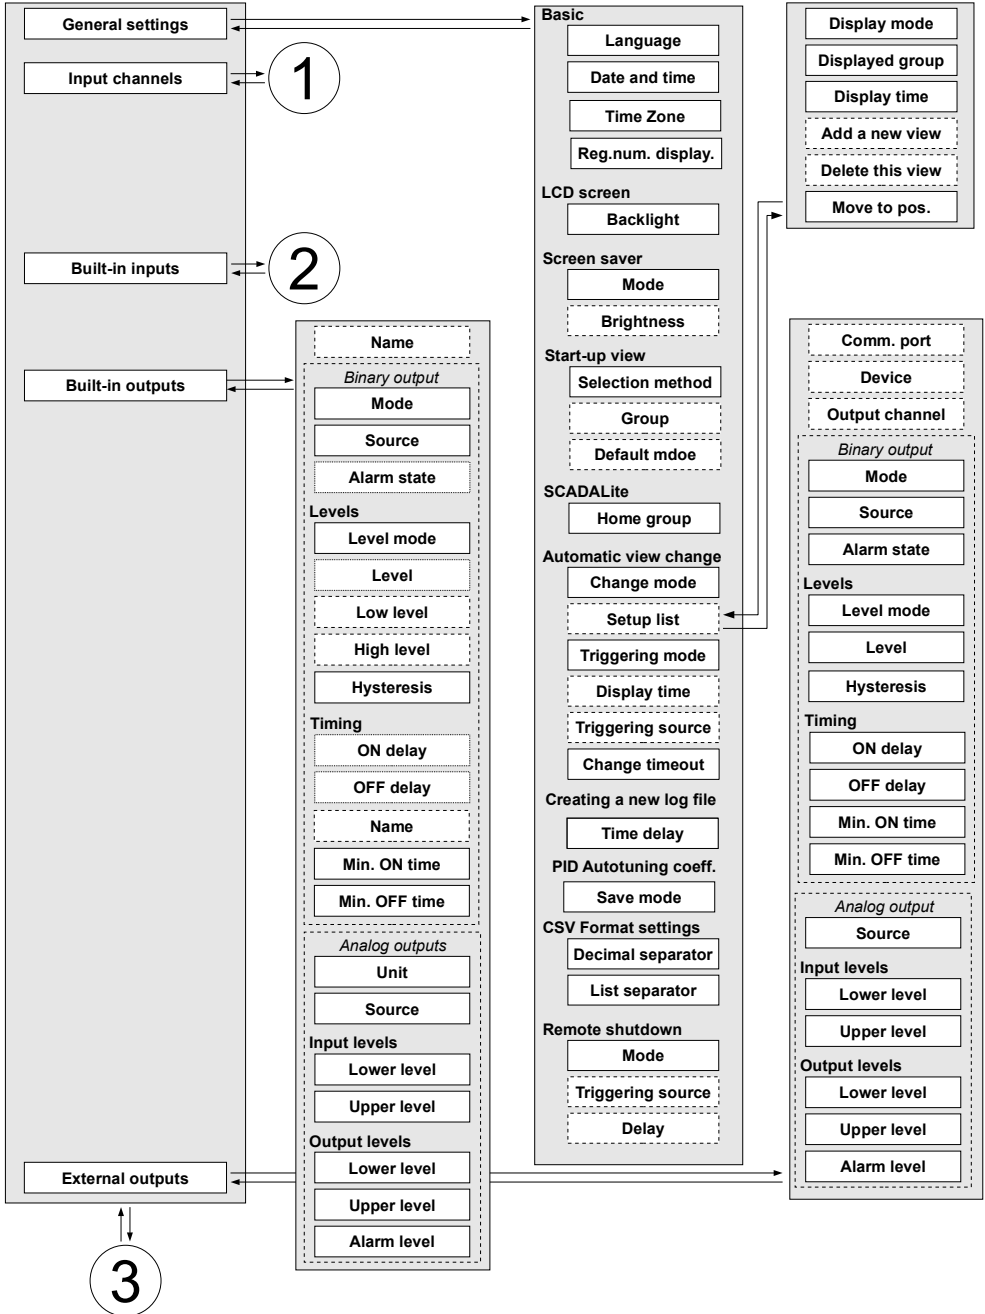 General settings
Input channels
1
Built-in inputs
2
Built-in outputs
External outputs
3
Name
Binary output
Mode
Source
Alarm state
Levels
Level mode
Level
Low level
High level
Hysteresis
Timing
ON delay
OFF delay
Name
Min. ON time
Min. OFF time
Analog outputs
Unit
Source
Input levels
Lower level
Upper level
Output levels
Lower level
Upper level
Alarm level
Basic
Language
Date and time
Time Zone
Reg.num. display.
LCD screen
Backlight
Screen saver
Mode
Brightness
Start-up view
Selection method
Group
Default mdoe
SCADALite
Home group
Automatic view change
Change mode
Setup list
Triggering mode
Display time
Triggering source
Change timeout
Creating a new log file
Time delay
PID Autotuning coeff.
Save mode
CSV Format settings
Decimal separator
List separator
Remote shutdown
Mode
Triggering source
Delay
Display mode
Displayed group
Display time
Add a new view
Delete this view
Move to pos.
Comm. port
Device
Output channel
Binary output
Mode
Source
Alarm state
Levels
Level mode
Level
Hysteresis
Timing
ON delay
OFF delay
Min. ON time
Min. OFF time
Analog output
Source
Input levels
Lower level
Upper level
Output levels
Lower level
Upper level
Alarm level